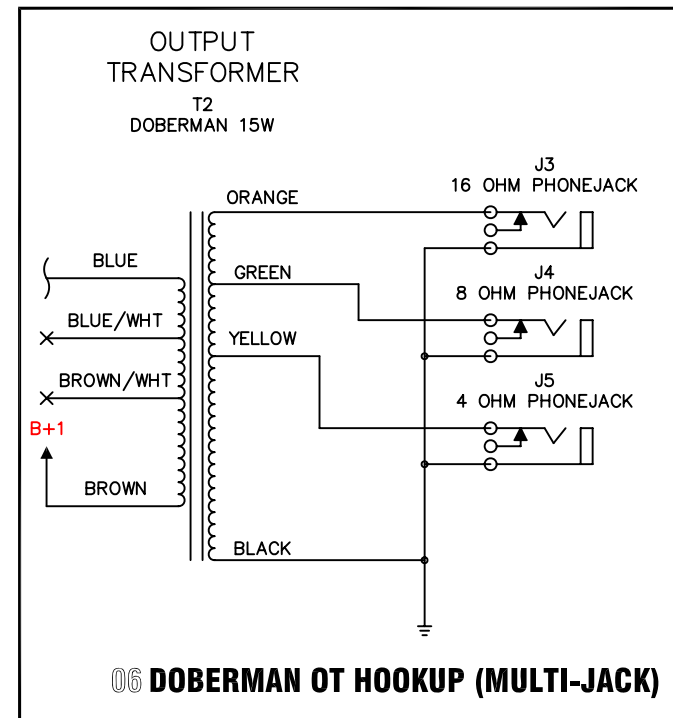 OUTPUT
TRANSFORMER
T2
DOBERMAN 15W
J3
16 OHM PHONEJACK
ORANGE
BLUE
GREEN
J4
8 OHM PHONEJACK
BLUE/WHT
YELLOW
BROWN/WHT
J5
4 OHM PHONEJACK
B+1
BROWN
BLACK
06 DOBERMAN OT HOOKUP (MULTI-JACK)